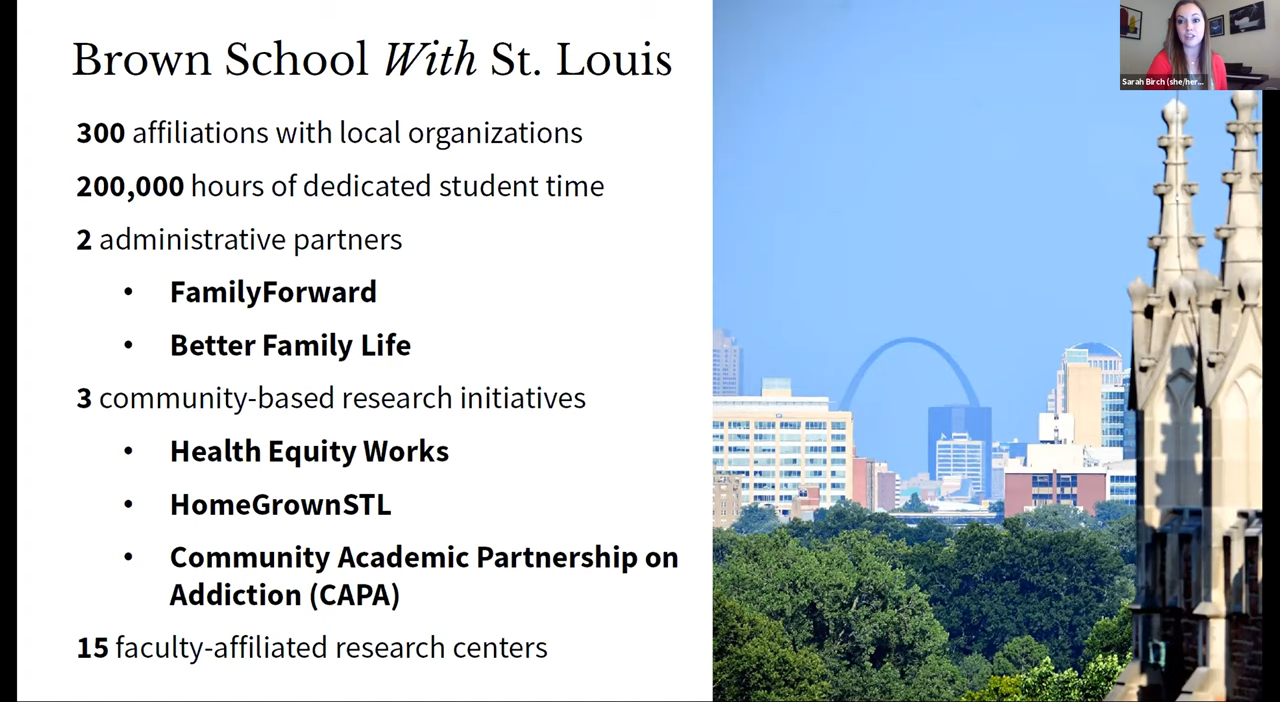 Brown School With St. Louis
300 affiliations with local organizations
200,000 hours of dedicated student time
2 administrative partners
• FamilyForward
• Better Family Life
3 community-based research initiatives
• Health Equity Works
• HomeGrownSTL
• Community Academic Partnership on
Addiction (CAPA)
15 faculty-affiliated research centers
Sarah Birch (she/her...